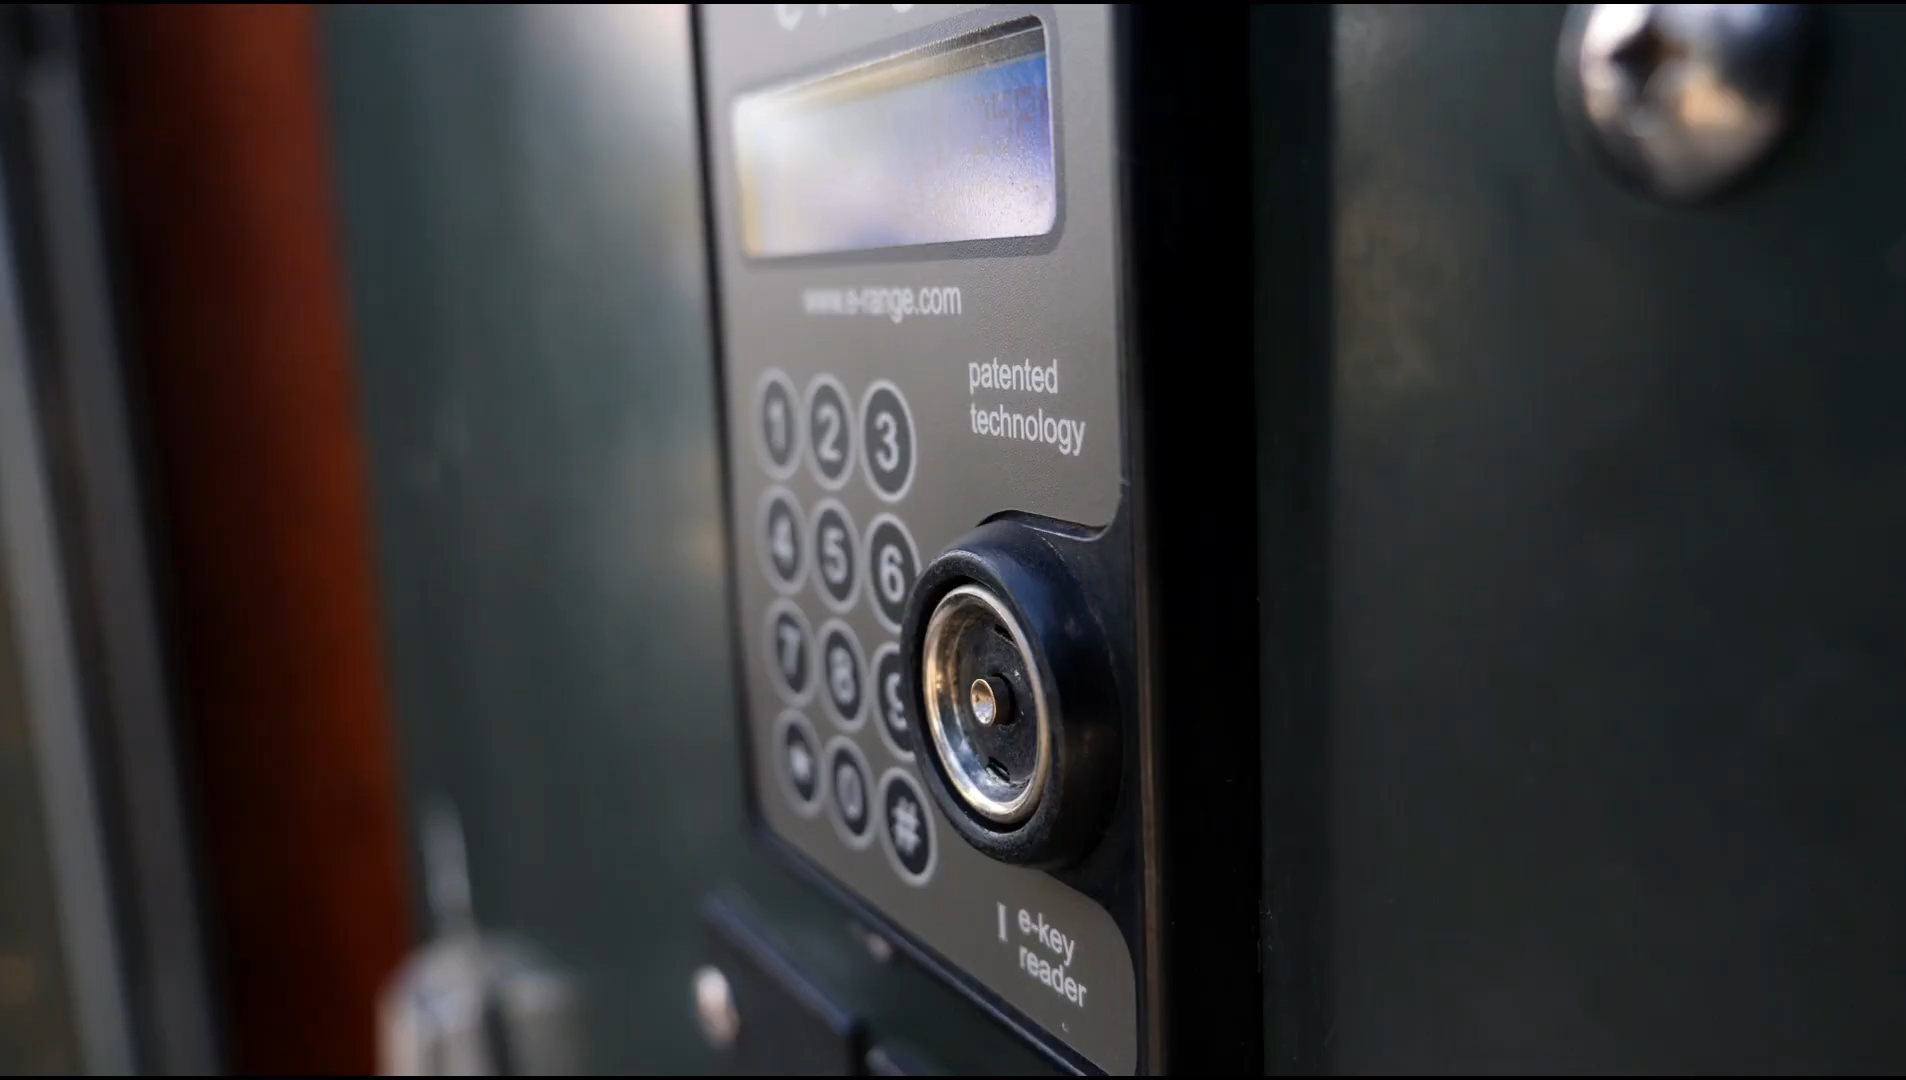 www.e-range.com
patented
technology
1 2 3
4 5 6
7 8 9
* 0 #
e-key
reader